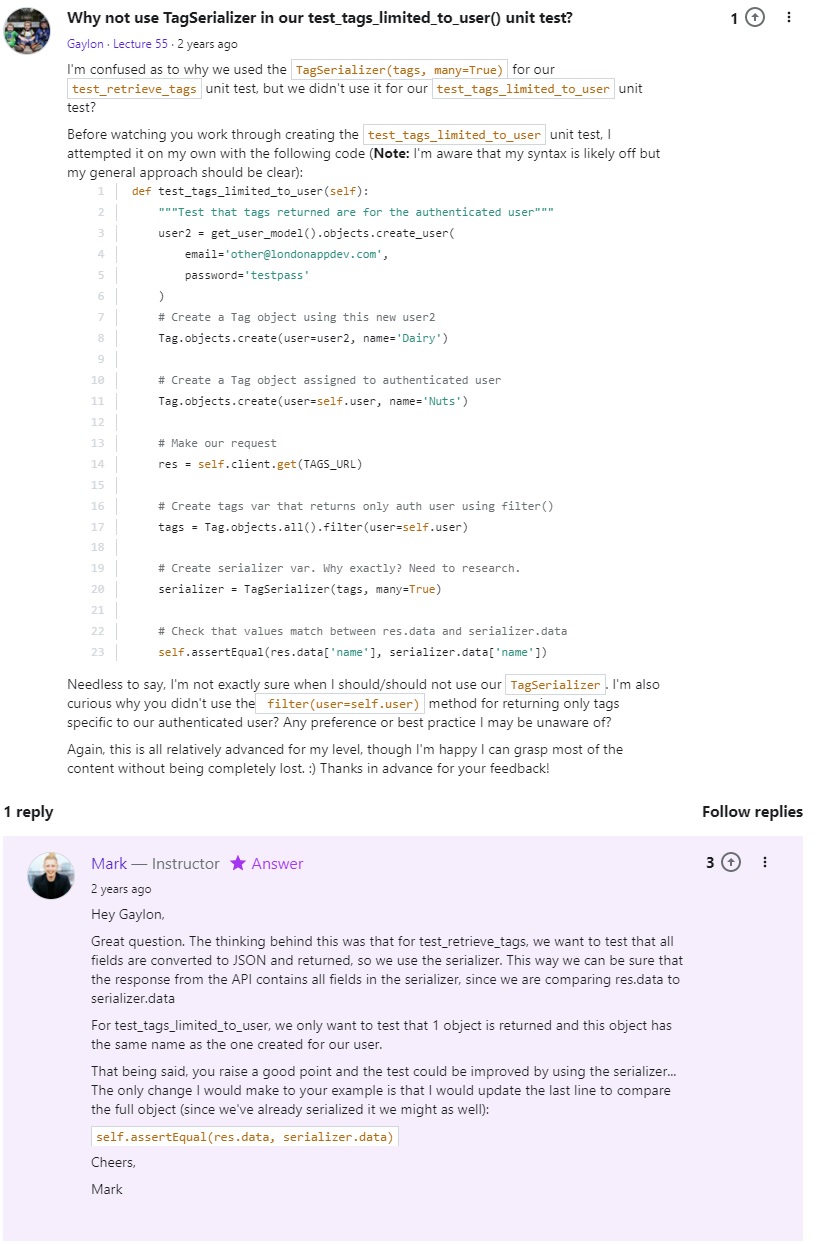 Why not use TagSerializer in our test_tags_limited_to_user() unit test?
1
Gaylon · Lecture 55 · 2 years ago
I'm confused as to why we used the TagSerializer(tags, many=True) for our
test_retrieve_tags unit test, but we didn't use it for our test_tags_limited_to_user unit
test?
Before watching you work through creating the test_tags_limited_to_user unit test, I
attempted it on my own with the following code (Note: I'm aware that my syntax is likely off but
my general approach should be clear):
1 def test_tags_limited_to_user(self):
2 """Test that tags returned are for the authenticated user"""
3 user2 = get_user_model().objects.create_user(
4 email='other@londonappdev.com',
5 password='testpass'
6 )
7 # Create a Tag object using this new user2
8 Tag.objects.create(user=user2, name='Dairy')
9
10 # Create a Tag object assigned to authenticated user
11 Tag.objects.create(user=self.user, name='Nuts')
12
13 # Make our request
14 res = self.client.get(TAGS_URL)
15
16 # Create tags var that returns only auth user using filter()
17 tags = Tag.objects.all().filter(user=self.user)
18
19 # Create serializer var. Why exactly? Need to research.
20 serializer = TagSerializer(tags, many=True)
21
22 # Check that values match between res.data and serializer.data
23 self.assertEqual(res.data['name'], serializer.data['name'])
Needless to say, I'm not exactly sure when I should/should not use our TagSerializer. I'm also
curious why you didn't use the filter(user=self.user) method for returning only tags
specific to our authenticated user? Any preference or best practice I may be unaware of?
Again, this is all relatively advanced for my level, though I'm happy I can grasp most of the
content without being completely lost. :) Thanks in advance for your feedback!
1 reply
Follow replies
Mark — Instructor ★ Answer
3
2 years ago
Hey Gaylon,
Great question. The thinking behind this was that for test_retrieve_tags, we want to test that all
fields are converted to JSON and returned, so we use the serializer. This way we can be sure that
the response from the API contains all fields in the serializer, since we are comparing res.data to
serializer.data
For test_tags_limited_to_user, we only want to test that 1 object is returned and this object has
the same name as the one created for our user.
That being said, you raise a good point and the test could be improved by using the serializer...
The only change I would make to your example is that I would update the last line to compare
the full object (since we've already serialized it we might as well):
self.assertEqual(res.data, serializer.data)
Cheers,
Mark